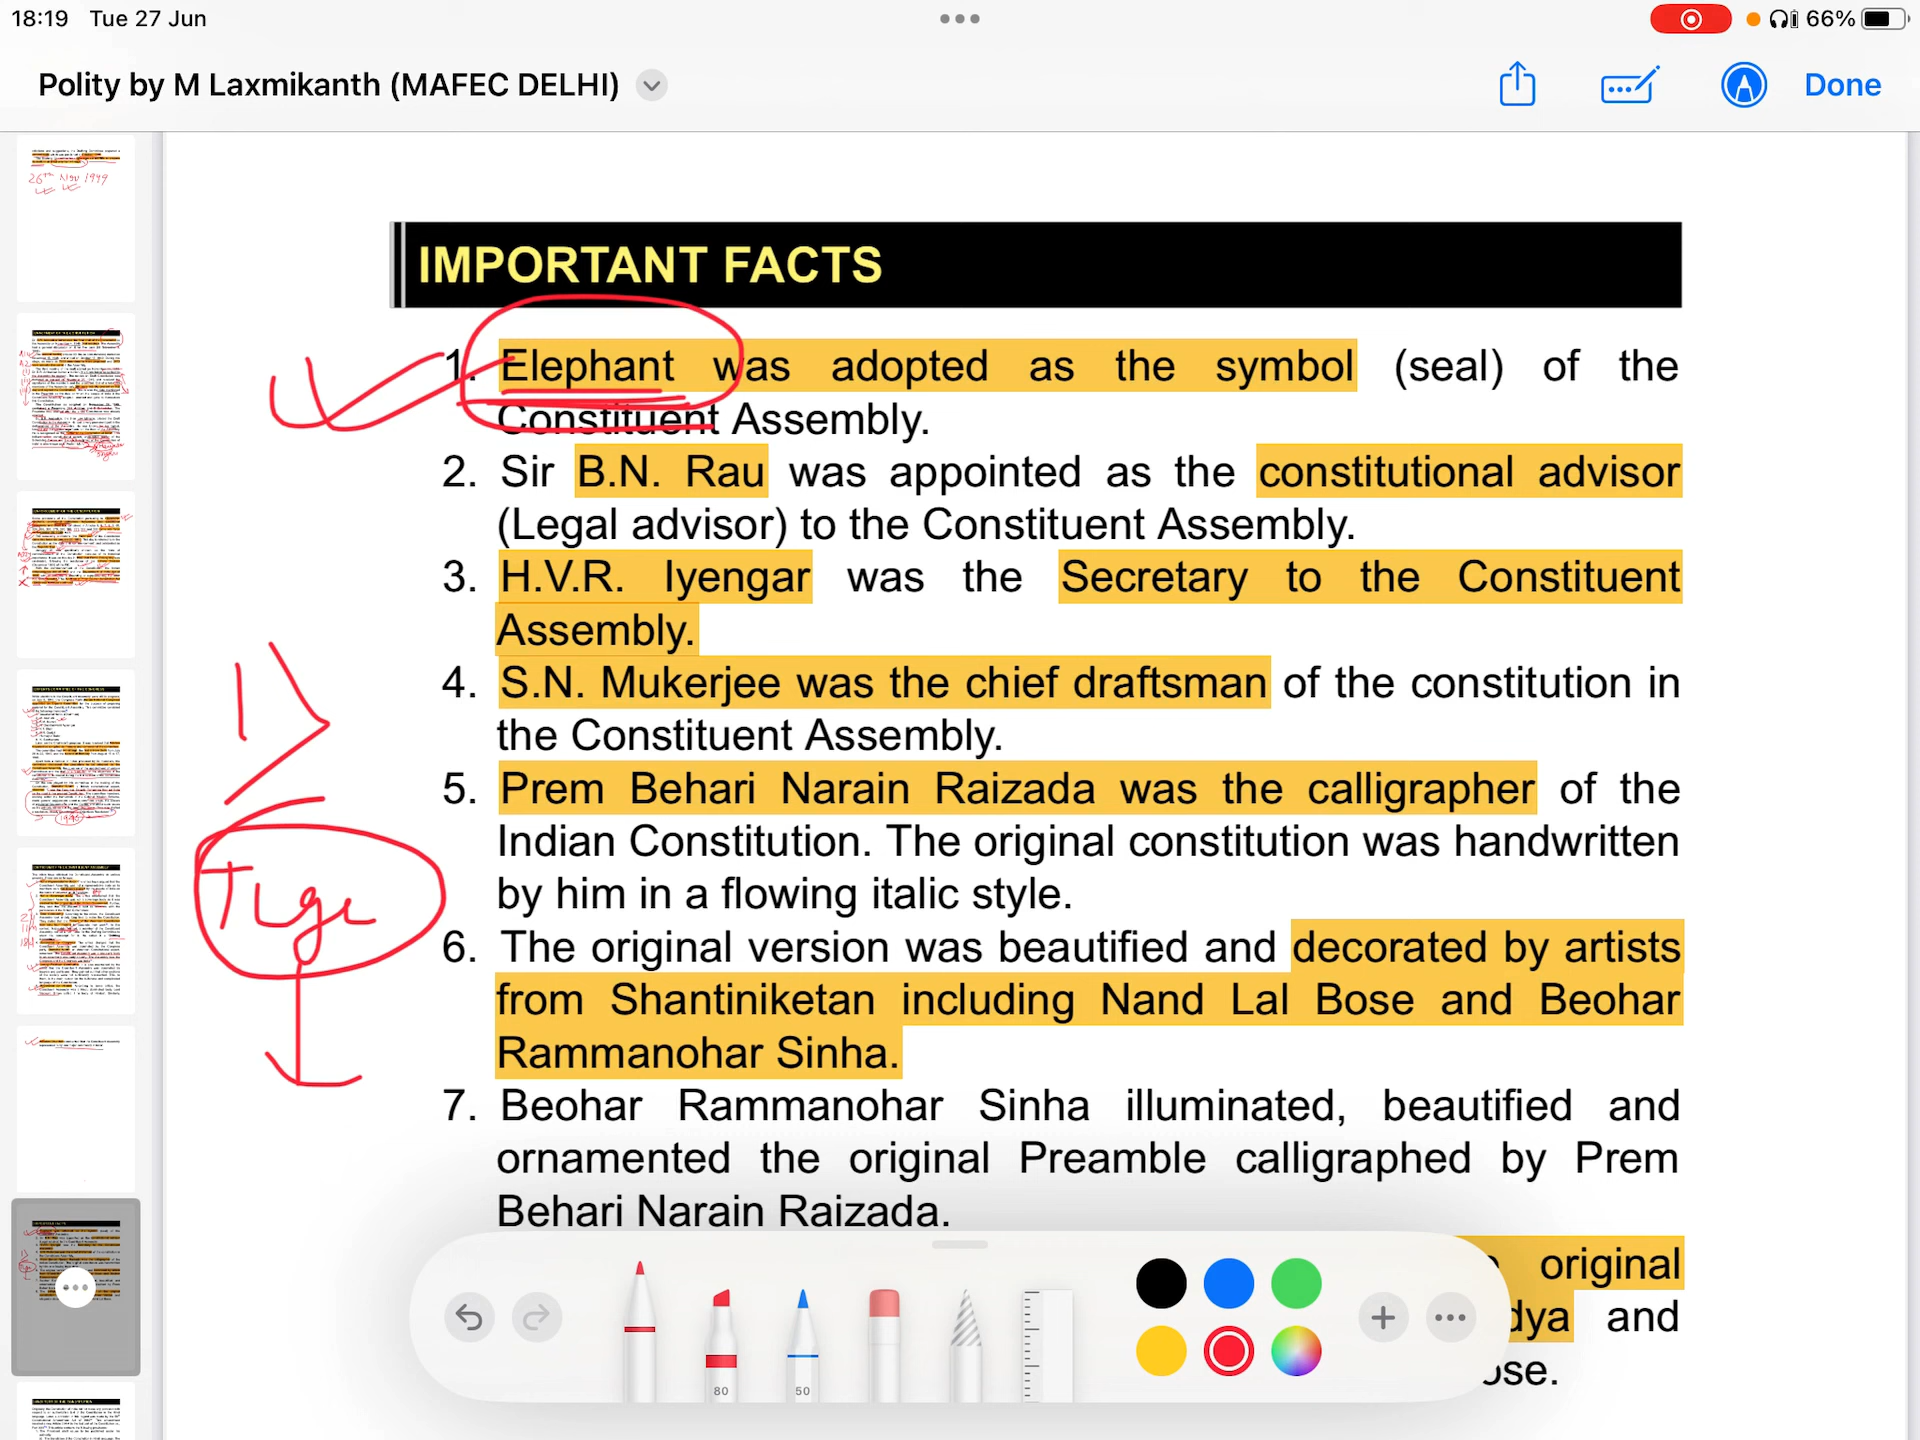 18:19 Tue 27 Jun
66%
Polity by M Laxmikanth (MAFEC DELHI)
Done
26th Nov 1949
IMPORTANT FACTS
1. Elephant was adopted as the symbol (seal) of the
Constituent Assembly.
2. Sir B.N. Rau was appointed as the constitutional advisor
(Legal advisor) to the Constituent Assembly.
3. H.V.R. Iyengar was the Secretary to the Constituent
Assembly.
4. S.N. Mukerjee was the chief draftsman of the constitution in
the Constituent Assembly.
5. Prem Behari Narain Raizada was the calligrapher of the
Indian Constitution. The original constitution was handwritten
by him in a flowing italic style.
6. The original version was beautified and decorated by artists
from Shantiniketan including Nand Lal Bose and Beohar
Rammanohar Sinha.
7. Beohar Rammanohar Sinha illuminated, beautified and
ornamented the original Preamble calligraphed by Prem
Behari Narain Raizada.
original
dya and
ose.
80
50